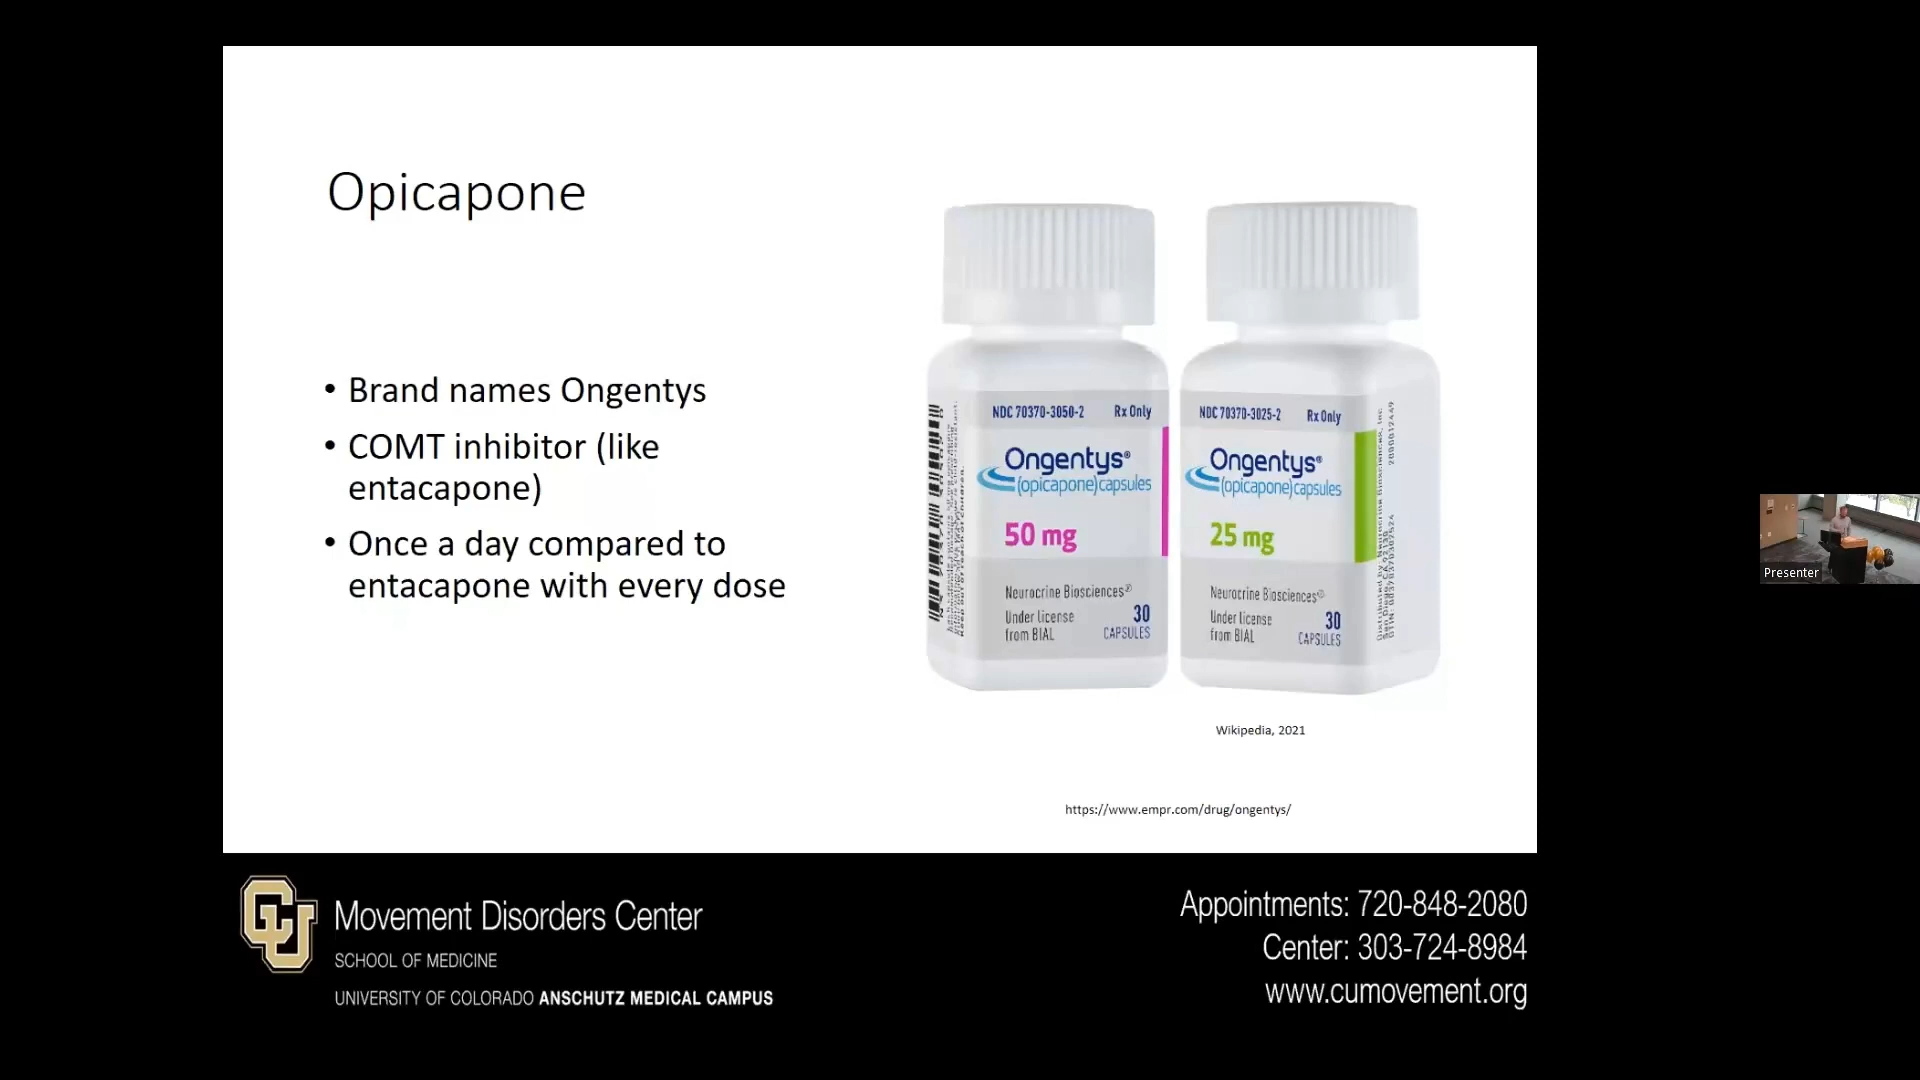 Opicapone
• Brand names Ongentys
• COMT inhibitor (like
entacapone)
• Once a day compared to
entacapone with every dose
NDC 70370-3050-2 Rx Only
Ongentys®
(opicapone)capsules
50 mg
Neurocrine Biosciences®
Under license
from BIAL
30
CAPSULES
NDC 70370-3025-2 Rx Only
Ongentys®
(opicapone)capsules
25 mg
Neurocrine Biosciences®
Under license
from BIAL
30
CAPSULES
Wikipedia, 2021
https://www.empr.com/drug/ongentys/
Presenter
CU
Movement Disorders Center
SCHOOL OF MEDICINE
UNIVERSITY OF COLORADO ANSCHUTZ MEDICAL CAMPUS
Appointments: 720-848-2080
Center: 303-724-8984
www.cumovement.org